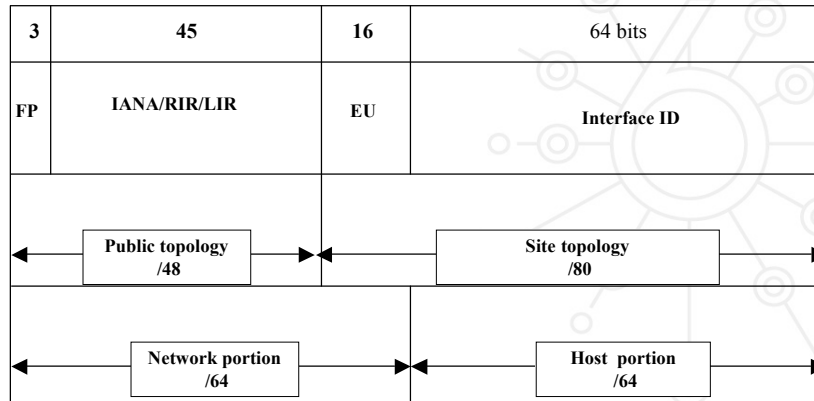 3 45 16 64 bits
FP IANA/RIR/LIR EU Interface ID
Public topology
/48
Site topology
/80
Network portion
/64
Host portion
/64